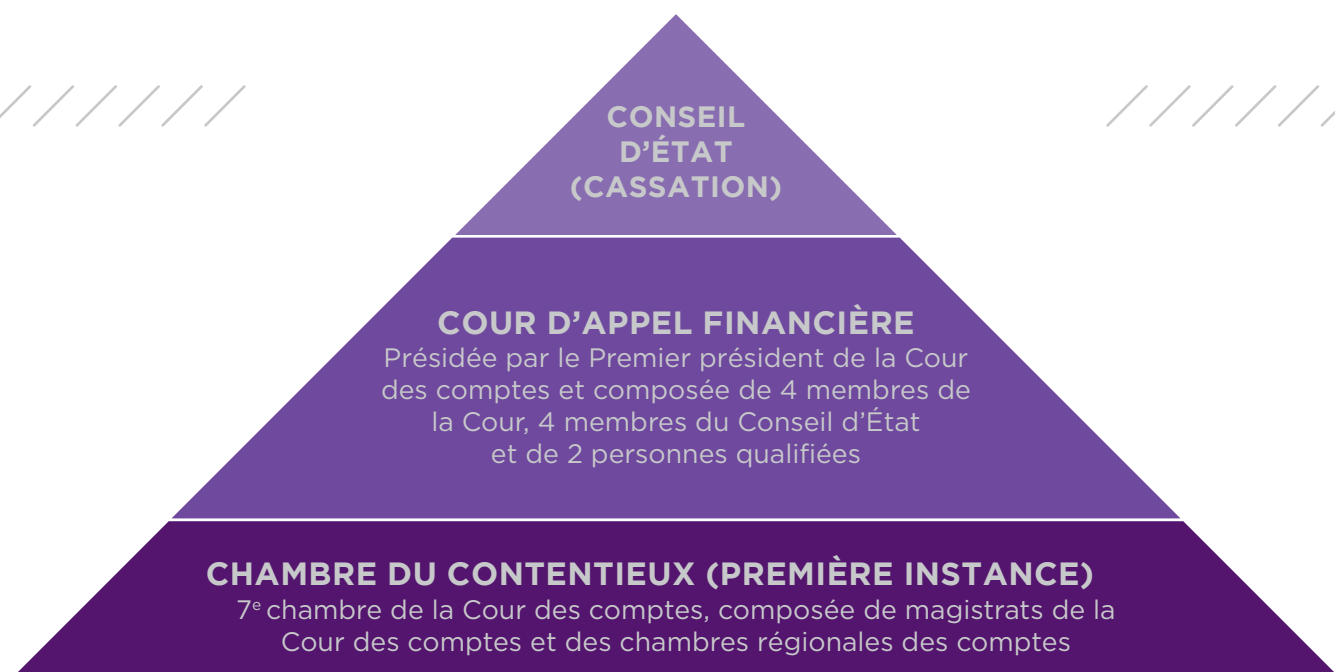 CONSEIL
D’ÉTAT
(CASSATION)
COUR D’APPEL FINANCIÈRE
Présidée par le Premier président de la Cour
des comptes et composée de 4 membres de
la Cour, 4 membres du Conseil d’État
et de 2 personnes qualifiées
CHAMBRE DU CONTENTIEUX (PREMIÈRE INSTANCE)
7e chambre de la Cour des comptes, composée de magistrats de la
Cour des comptes et des chambres régionales des comptes